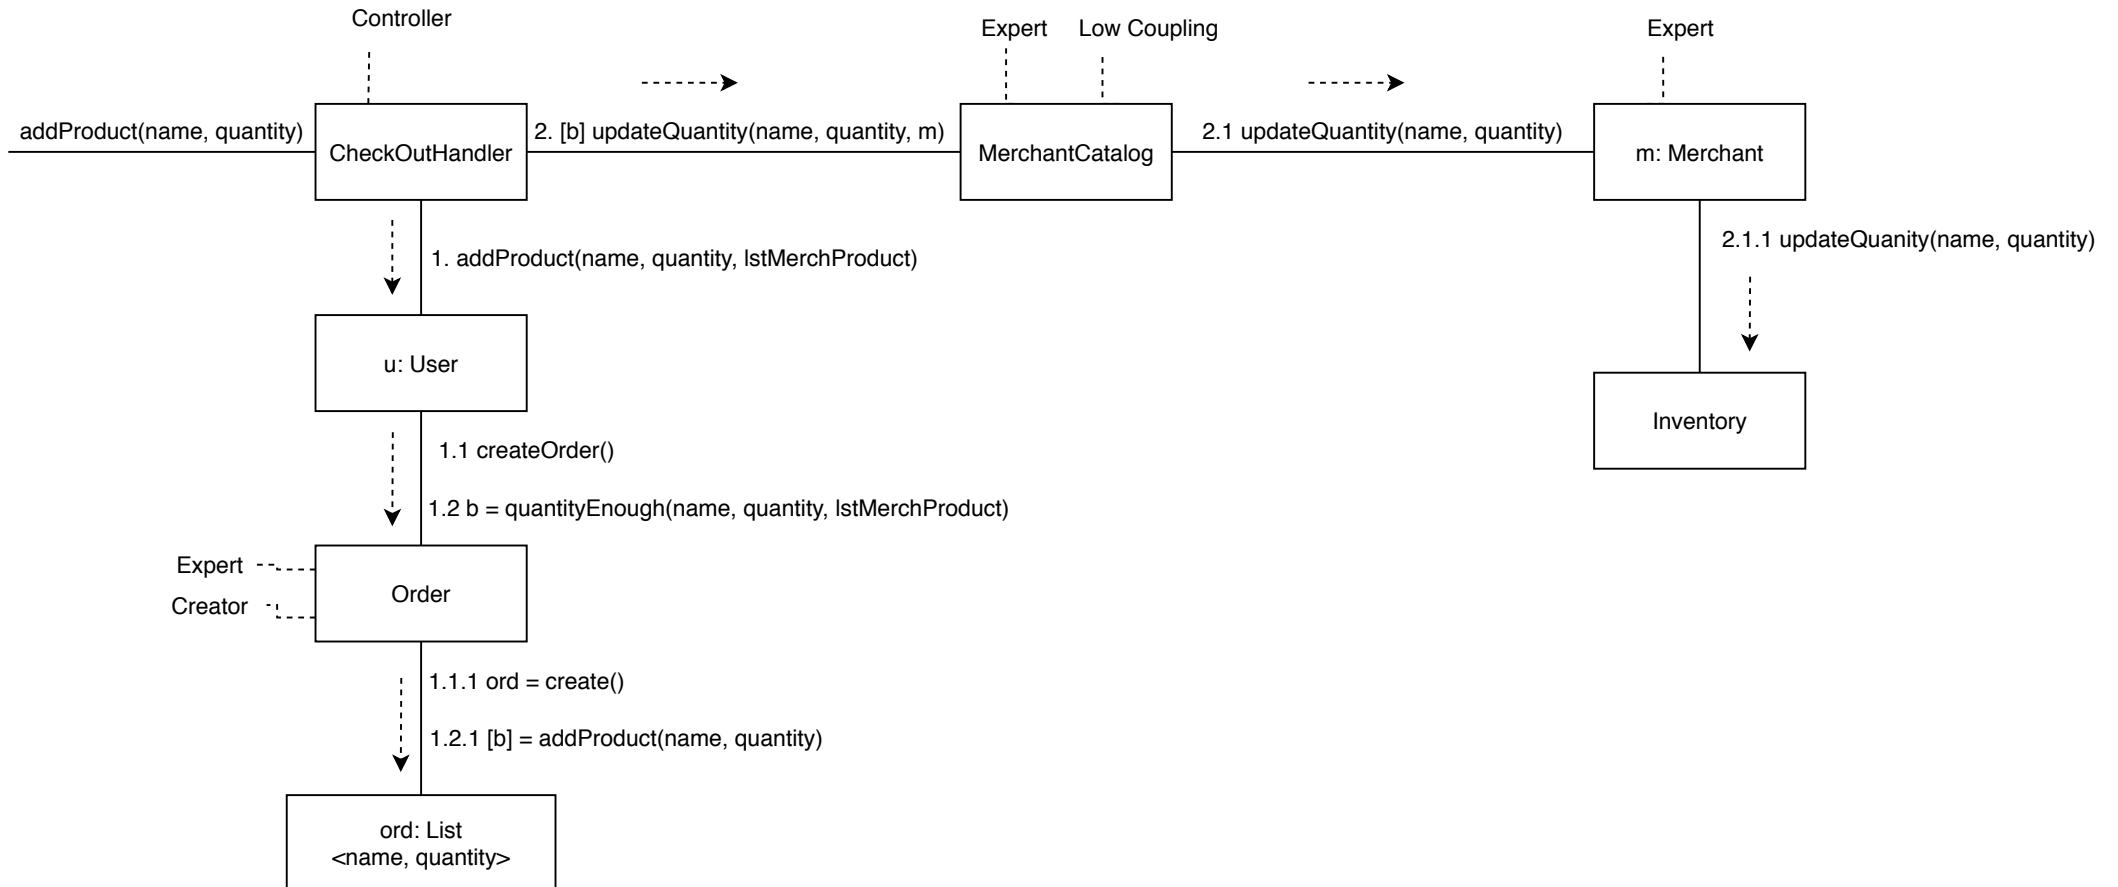 Controller
Expert
Low Coupling
Expert
addProduct(name, quantity)
CheckOutHandler
2. [b] updateQuantity(name, quantity, m)
MerchantCatalog
2.1 updateQuantity(name, quantity)
m: Merchant
1. addProduct(name, quantity, lstMerchProduct)
2.1.1 updateQuanity(name, quantity)
u: User
Inventory
1.1 createOrder()
1.2 b = quantityEnough(name, quantity, lstMerchProduct)
Expert
Creator
Order
1.1.1 ord = create()
1.2.1 [b] = addProduct(name, quantity)
ord: List
<name, quantity>